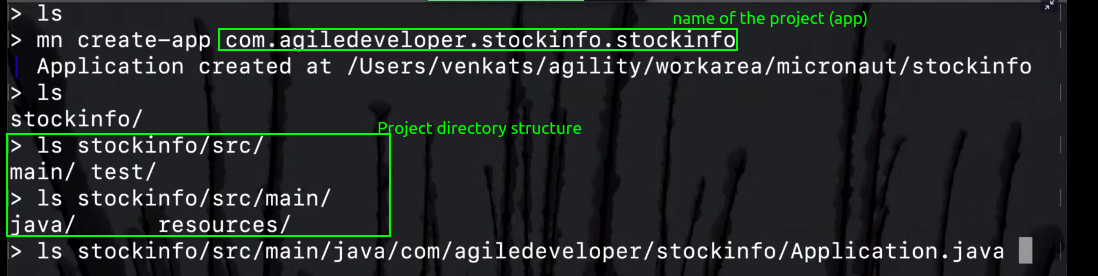 > ls
name of the project (app)
> mn create-app com.agiledeveloper.stockinfo.stockinfo
| Application created at /Users/venkats/agility/workarea/micronaut/stockinfo
> ls
stockinfo/
Project directory structure
> ls stockinfo/src/
main/ test/
> ls stockinfo/src/main/
java/      resources/
> ls stockinfo/src/main/java/com/agiledeveloper/stockinfo/Application.java